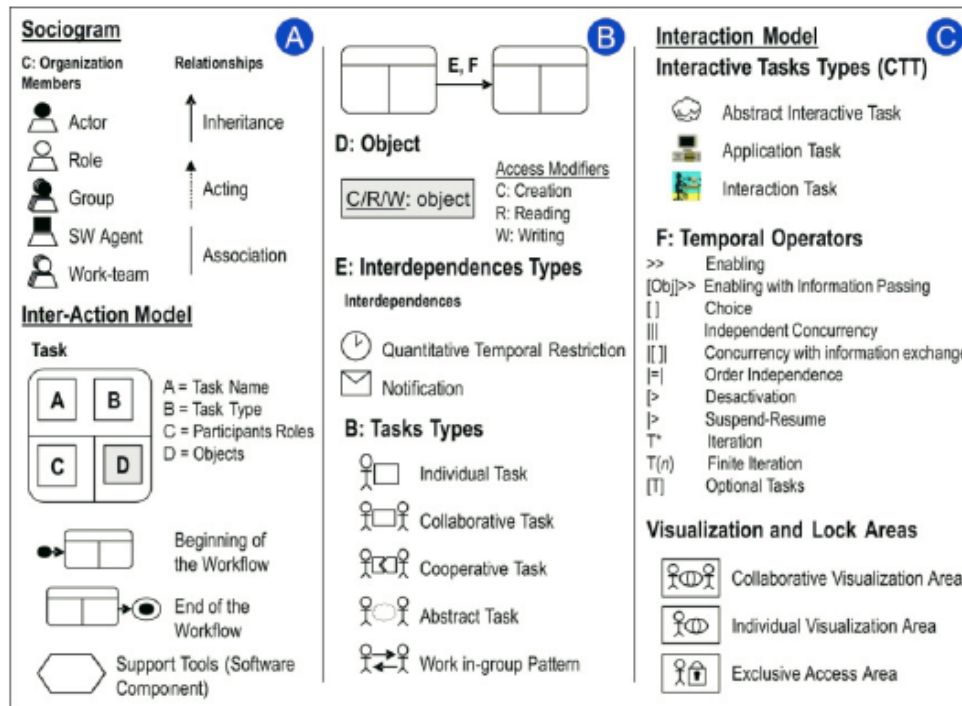 Sociogram
A
C: Organization
Members
Relationships
Actor
Role
Group
SW Agent
Work-team
Inheritance
Acting
Association
Inter-Action Model
Task
A
B
C
D
A = Task Name
B = Task Type
C = Participants Roles
D = Objects
Beginning of
the Workflow
End of the
Workflow
Support Tools (Software
Component)
B
E, F
D: Object
C/R/W: object
Access Modifiers
C: Creation
R: Reading
W: Writing
E: Interdependences Types
Interdependences
Quantitative Temporal Restriction
Notification
B: Tasks Types
Individual Task
Collaborative Task
Cooperative Task
Abstract Task
Work in-group Pattern
Interaction Model
C
Interactive Tasks Types (CTT)
Abstract Interactive Task
Application Task
Interaction Task
F: Temporal Operators
>> Enabling
[Obj]>> Enabling with Information Passing
[ ] Choice
||| Independent Concurrency
|[ ]| Concurrency with information exchange
|=| Order Independence
[> Desactivation
|> Suspend-Resume
T* Iteration
T(n) Finite Iteration
[T] Optional Tasks
Visualization and Lock Areas
Collaborative Visualization Area
Individual Visualization Area
Exclusive Access Area